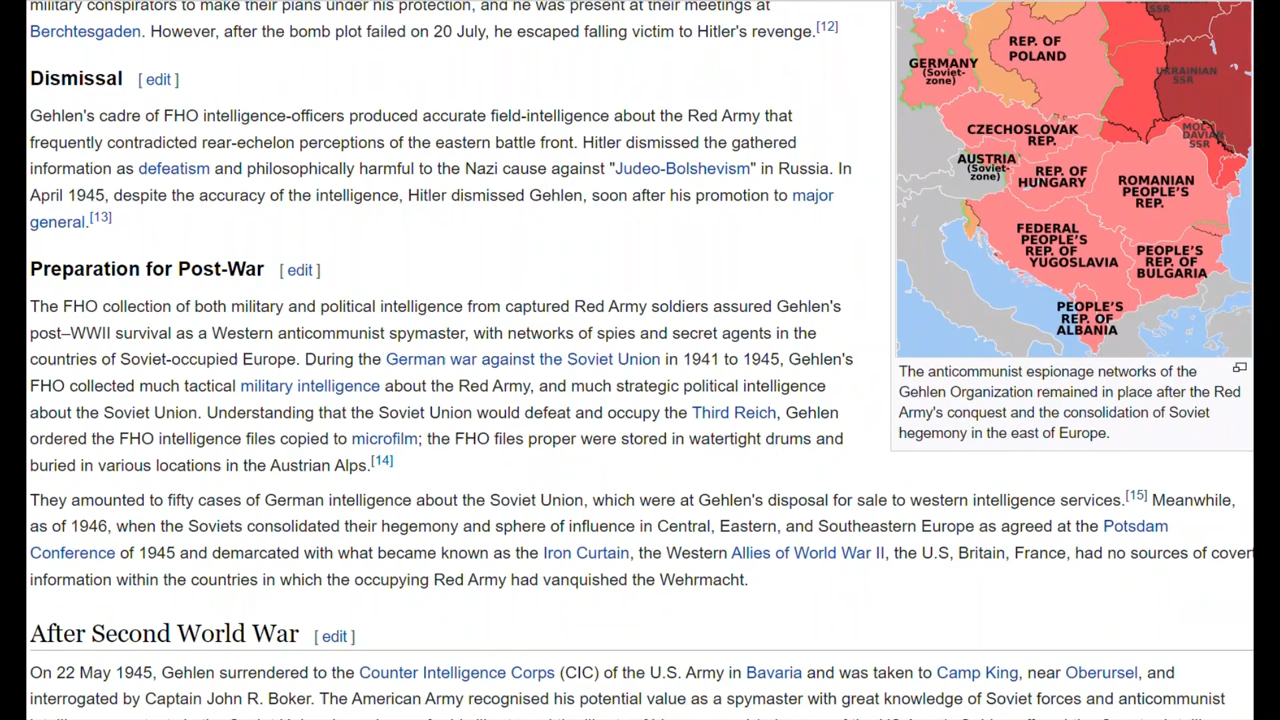 military conspirators to make their plans under his protection, and he was present at their meetings at
Berchtesgaden. However, after the bomb plot failed on 20 July, he escaped falling victim to Hitler's revenge.[12]
Dismissal [ edit ]
Gehlen's cadre of FHO intelligence-officers produced accurate field-intelligence about the Red Army that
frequently contradicted rear-echelon perceptions of the eastern battle front. Hitler dismissed the gathered
information as defeatism and philosophically harmful to the Nazi cause against "Judeo-Bolshevism" in Russia. In
April 1945, despite the accuracy of the intelligence, Hitler dismissed Gehlen, soon after his promotion to major
general.[13]
Preparation for Post-War [ edit ]
The FHO collection of both military and political intelligence from captured Red Army soldiers assured Gehlen's
post–WWII survival as a Western anticommunist spymaster, with networks of spies and secret agents in the
countries of Soviet-occupied Europe. During the German war against the Soviet Union in 1941 to 1945, Gehlen's
FHO collected much tactical military intelligence about the Red Army, and much strategic political intelligence
about the Soviet Union. Understanding that the Soviet Union would defeat and occupy the Third Reich, Gehlen
ordered the FHO intelligence files copied to microfilm; the FHO files proper were stored in watertight drums and
buried in various locations in the Austrian Alps.[14]
They amounted to fifty cases of German intelligence about the Soviet Union, which were at Gehlen's disposal for sale to western intelligence services.[15] Meanwhile,
as of 1946, when the Soviets consolidated their hegemony and sphere of influence in Central, Eastern, and Southeastern Europe as agreed at the Potsdam
Conference of 1945 and demarcated with what became known as the Iron Curtain, the Western Allies of World War II, the U.S, Britain, France, had no sources of covert
information within the countries in which the occupying Red Army had vanquished the Wehrmacht.
After Second World War [ edit ]
On 22 May 1945, Gehlen surrendered to the Counter Intelligence Corps (CIC) of the U.S. Army in Bavaria and was taken to Camp King, near Oberursel, and
interrogated by Captain John R. Boker. The American Army recognised his potential value as a spymaster with great knowledge of Soviet forces and anticommunist
SSR
REP. OF
POLAND
GERMANY
(Soviet-
zone)
UKRAINIAN
SSR
CZECHOSLOVAK
REP.
MOL-
DAVIAN
SSR
AUSTRIA
(Soviet-
zone)
REP. OF
HUNGARY
ROMANIAN
PEOPLE'S
REP.
FEDERAL
PEOPLE'S
REP. OF
YUGOSLAVIA
PEOPLE'S
REP. OF
BULGARIA
PEOPLE'S
REP. OF
ALBANIA
The anticommunist espionage networks of the
Gehlen Organization remained in place after the Red
Army's conquest and the consolidation of Soviet
hegemony in the east of Europe.